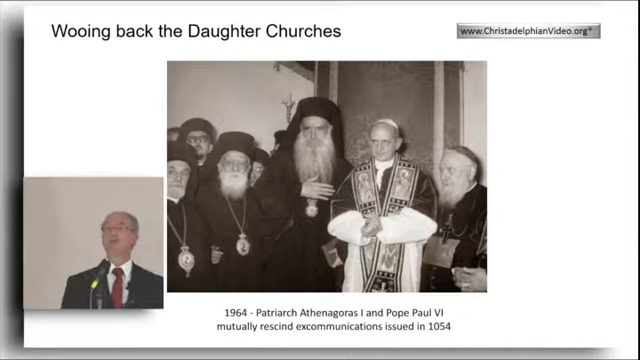 Wooing back the Daughter Churches
www.ChristadelphianVideo.org®
1964 - Patriarch Athenagoras I and Pope Paul VI
mutually rescind excommunications issued in 1054